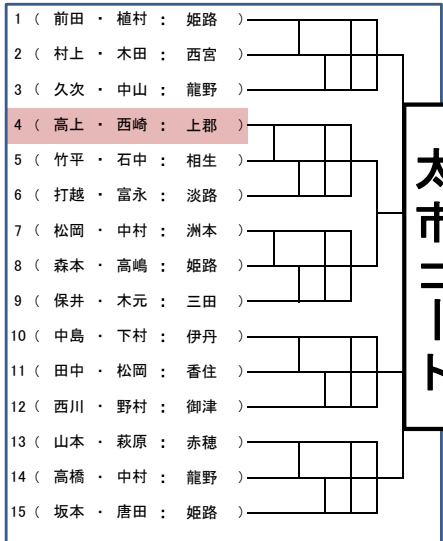 1 ( 前田 ・ 植村 : 姫路 )
2 ( 村上 ・ 木田 : 西宮 )
3 ( 久次 ・ 中山 : 龍野 )
4 ( 高上 ・ 西崎 : 上郡 )
5 ( 竹平 ・ 石中 : 相生 )
6 ( 打越 ・ 富永 : 淡路 )
7 ( 松岡 ・ 中村 : 洲本 )
8 ( 森本 ・ 高嶋 : 姫路 )
9 ( 保井 ・ 木元 : 三田 )
10 ( 中島 ・ 下村 : 伊丹 )
11 ( 田中 ・ 松岡 : 香住 )
12 ( 西川 ・ 野村 : 御津 )
13 ( 山本 ・ 萩原 : 赤穂 )
14 ( 高橋 ・ 中村 : 龍野 )
15 ( 坂本 ・ 唐田 : 姫路 )
太市コート